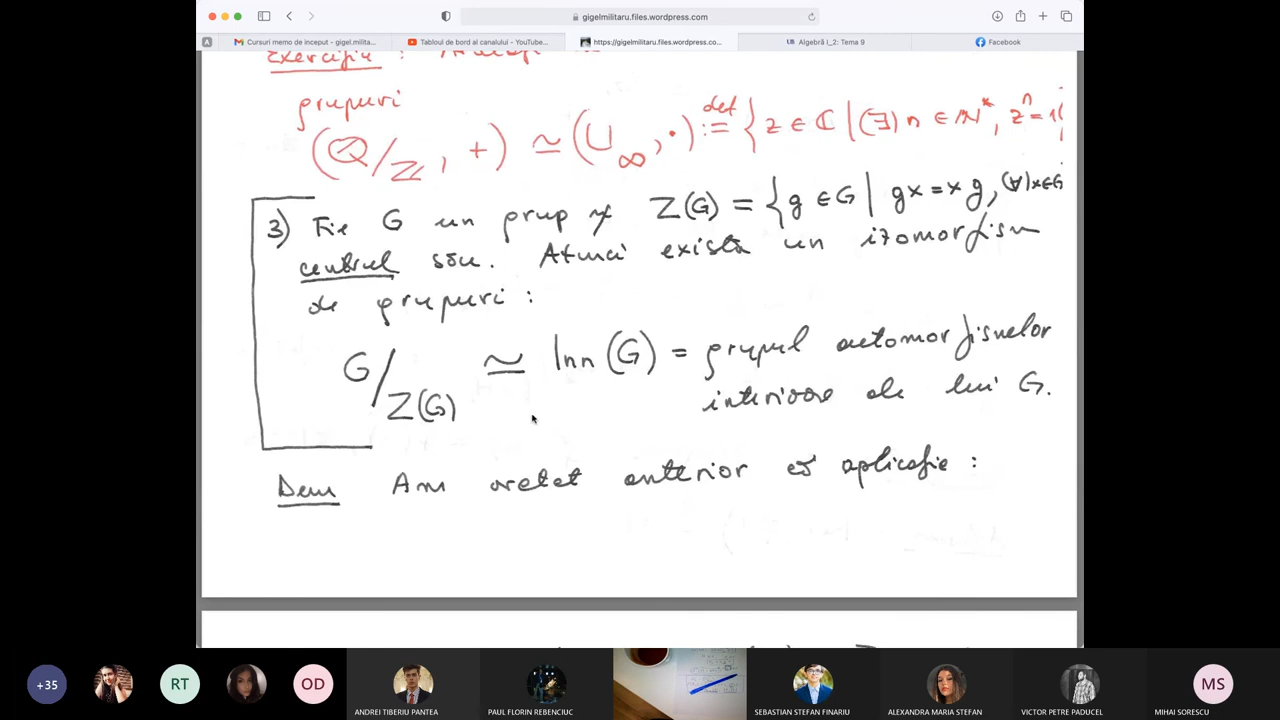 gigelmilitaru.files.wordpress.com
Cursuri memo de inceput - gigel.milita...
Tabloul de bord al canalului - YouTube...
https://gigelmilitaru.files.wordpress.co...
Algebră I_2: Tema 9
Facebook
Exercițiu :
grupuri
(Q/Z, +) ≃ (U∞, ·) :=def { z ∈ ℂ | (∃) n ∈ ℕ*, zⁿ = 1
3) Fie G un grup și Z(G) = { g ∈ G | gx = xg, (∀) x ∈ G
centrul său. Atunci există un izomorfism
de grupuri :
G/Z(G) ≃ Inn(G) = grupul automorfismelor
interioare ale lui G.
Dem Am arătat anterior că aplicația :
+35
RT
OD
ANDREI TIBERIU PANTEA
PAUL FLORIN REBENCIUC
SEBASTIAN STEFAN FINARIU
ALEXANDRA MARIA STEFAN
VICTOR PETRE PADUCEL
MS
MIHAI SORESCU